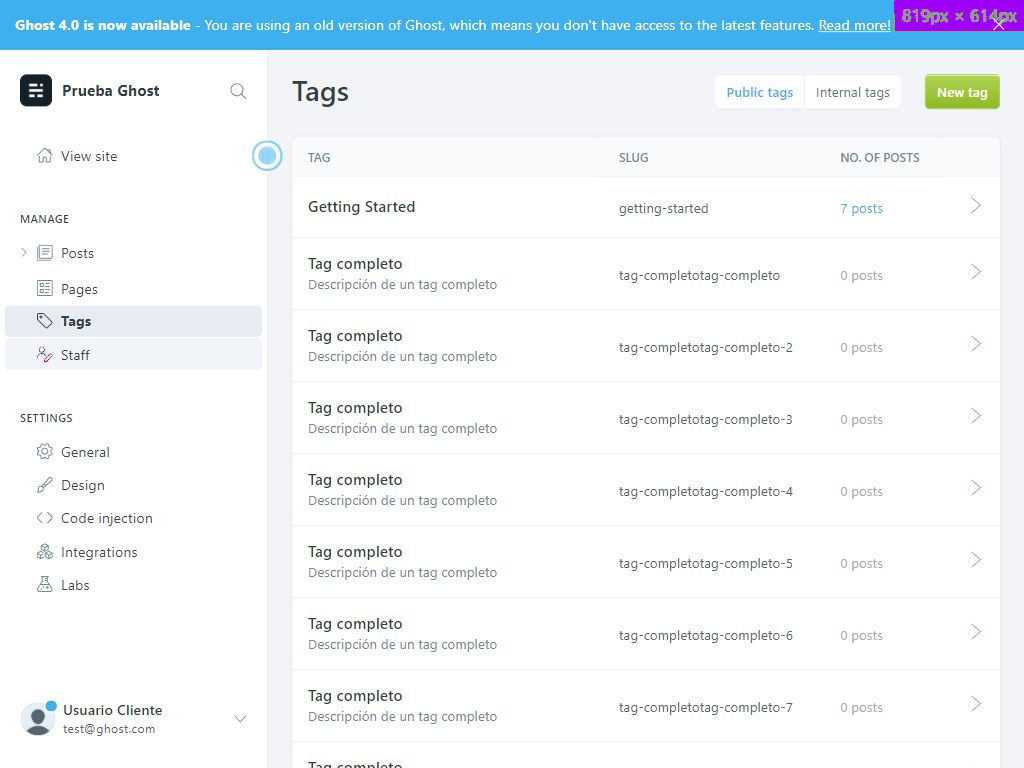 Ghost 4.0 is now available - You are using an old version of Ghost, which means you don't have access to the latest features. Read more!
819px × 614px
Prueba Ghost
View site
MANAGE
Posts
Pages
Tags
Staff
SETTINGS
General
Design
Code injection
Integrations
Labs
Usuario Cliente
test@ghost.com
Tags
Public tags
Internal tags
New tag
TAG SLUG NO. OF POSTS
Getting Started getting-started 7 posts
Tag completo
Descripción de un tag completo
tag-completotag-completo 0 posts
Tag completo
Descripción de un tag completo
tag-completotag-completo-2 0 posts
Tag completo
Descripción de un tag completo
tag-completotag-completo-3 0 posts
Tag completo
Descripción de un tag completo
tag-completotag-completo-4 0 posts
Tag completo
Descripción de un tag completo
tag-completotag-completo-5 0 posts
Tag completo
Descripción de un tag completo
tag-completotag-completo-6 0 posts
Tag completo
Descripción de un tag completo
tag-completotag-completo-7 0 posts
Tag completo